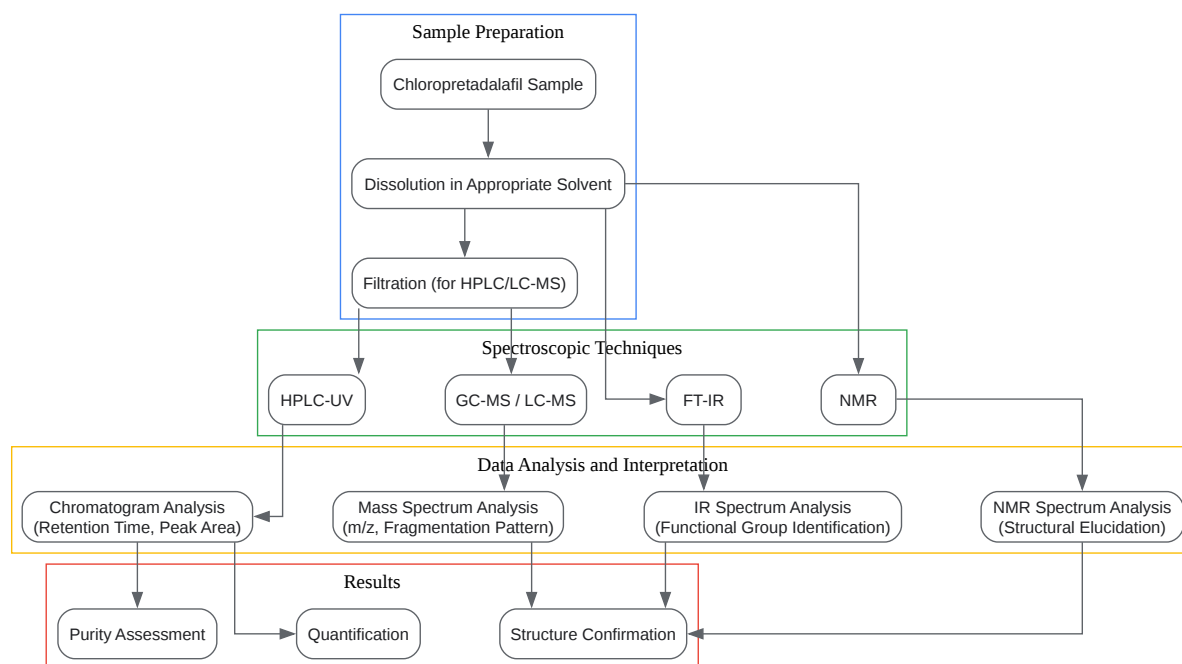 Sample Preparation
Chloropretadalafil Sample
Dissolution in Appropriate Solvent
Filtration (for HPLC/LC-MS)
Spectroscopic Techniques
HPLC-UV
GC-MS / LC-MS
FT-IR
NMR
Data Analysis and Interpretation
Chromatogram Analysis
(Retention Time, Peak Area)
Mass Spectrum Analysis
(m/z, Fragmentation Pattern)
IR Spectrum Analysis
(Functional Group Identification)
NMR Spectrum Analysis
(Structural Elucidation)
Results
Purity Assessment
Quantification
Structure Confirmation